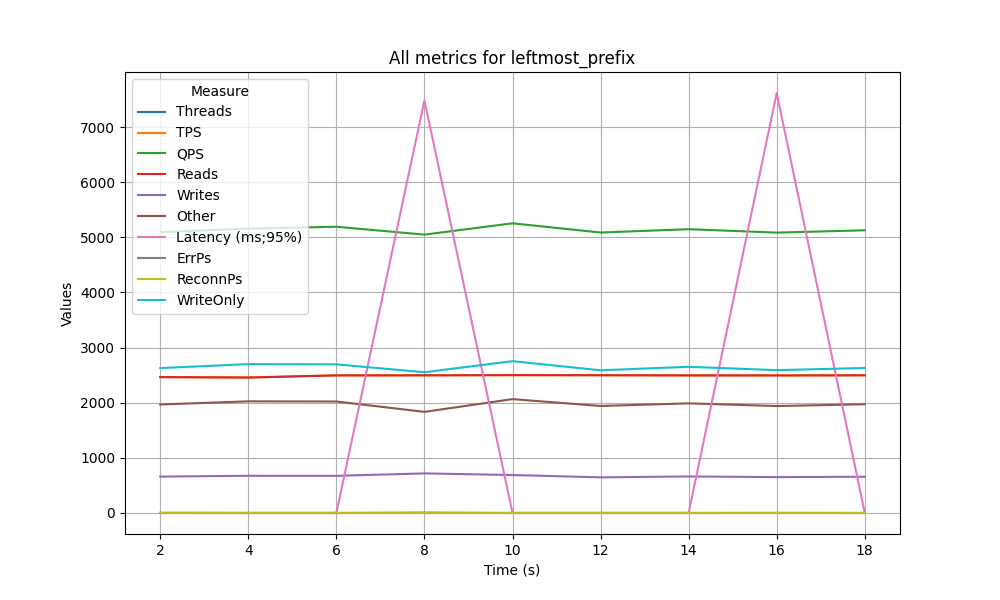 All metrics for leftmost_prefix
Measure
Threads
TPS
QPS
Reads
Writes
Other
Latency (ms;95%)
ErrPs
ReconnPs
WriteOnly
Values
7000
6000
5000
4000
3000
2000
1000
0
2 4 6 8 10 12 14 16 18
Time (s)